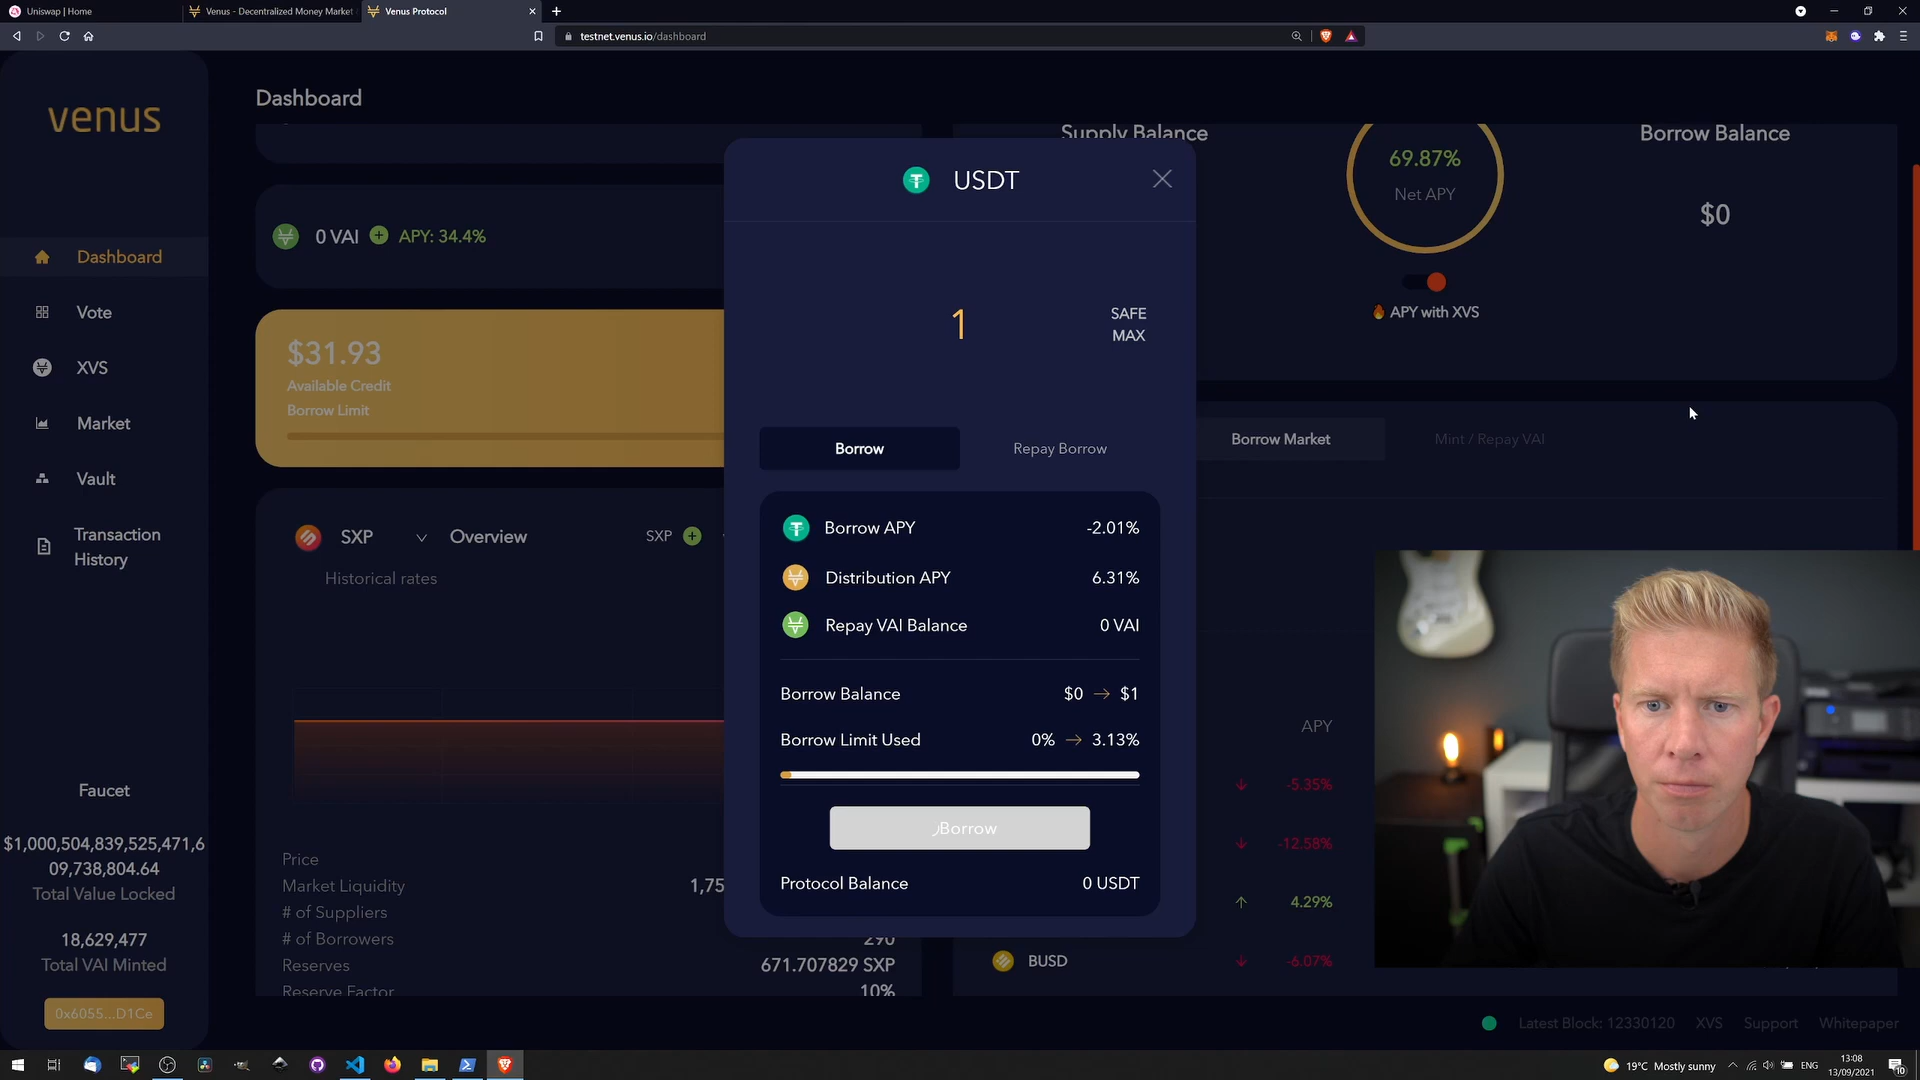 Uniswap | Home
Venus - Decentralized Money Market
Venus Protocol
testnet.venus.io/dashboard
venus
Dashboard
Vote
XVS
Market
Vault
Transaction
History
Faucet
$1,000,504,839,525,471,6
09,738,804.64
Total Value Locked
18,629,477
Total VAI Minted
0x6055...D1Ce
Dashboard
0 VAI
APY: 34.4%
$31.93
Available Credit
Borrow Limit
SXP
Overview
SXP
Historical rates
Price
Market Liquidity
1,75
# of Suppliers
# of Borrowers
290
Reserves
671.707829 SXP
Reserve Factor
10%
USDT
1
SAFE
MAX
Borrow
Repay Borrow
Borrow APY
-2.01%
Distribution APY
6.31%
Repay VAI Balance
0 VAI
Borrow Balance
$0 → $1
Borrow Limit Used
0% → 3.13%
Borrow
Protocol Balance
0 USDT
Supply Balance
69.87%
Net APY
APY with XVS
Borrow Balance
$0
Borrow Market
Mint / Repay VAI
APY
-5.35%
-12.58%
4.29%
BUSD
-6.07%
Latest Block: 12330120
XVS
Support
Whitepaper
19°C Mostly sunny
ENG
13:08
13/09/2021
10